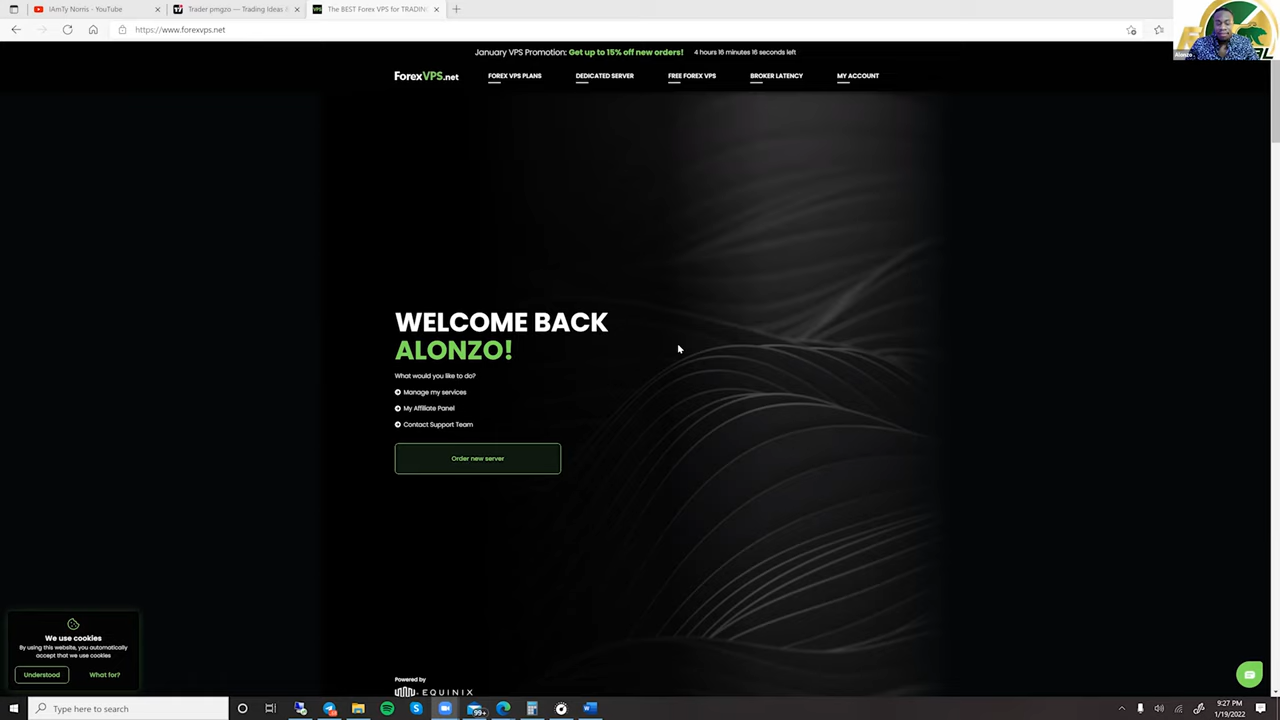 IAmTy Norris - YouTube
Trader pmgzo — Trading Ideas &
The BEST Forex VPS for TRADING
https://www.forexvps.net
Alonzo
January VPS Promotion: Get up to 15% off new orders! 4 hours 16 minutes 16 seconds left
ForexVPS.net
FOREX VPS PLANS
DEDICATED SERVER
FREE FOREX VPS
BROKER LATENCY
MY ACCOUNT
WELCOME BACK
ALONZO!
What would you like to do?
Manage my services
My Affiliate Panel
Contact Support Team
Order new server
We use cookies
By using this website, you automatically
accept that we use cookies
Understood
What for?
Powered by
EQUINIX
Type here to search
99+
9:27 PM
1/19/2022